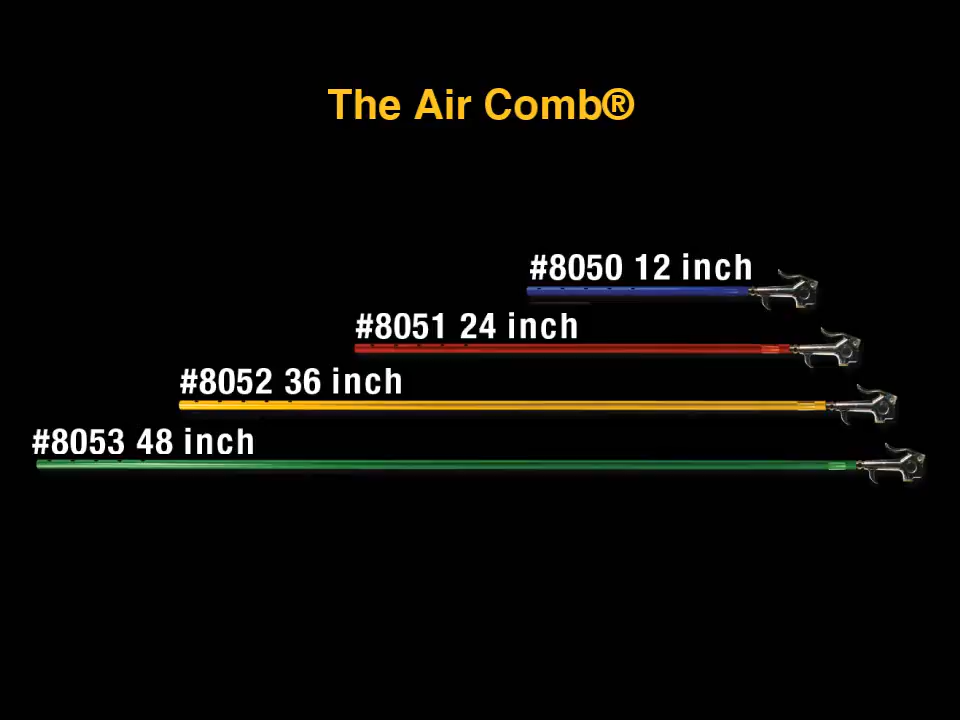 The Air Comb®
#8050 12 inch
#8051 24 inch
#8052 36 inch
#8053 48 inch